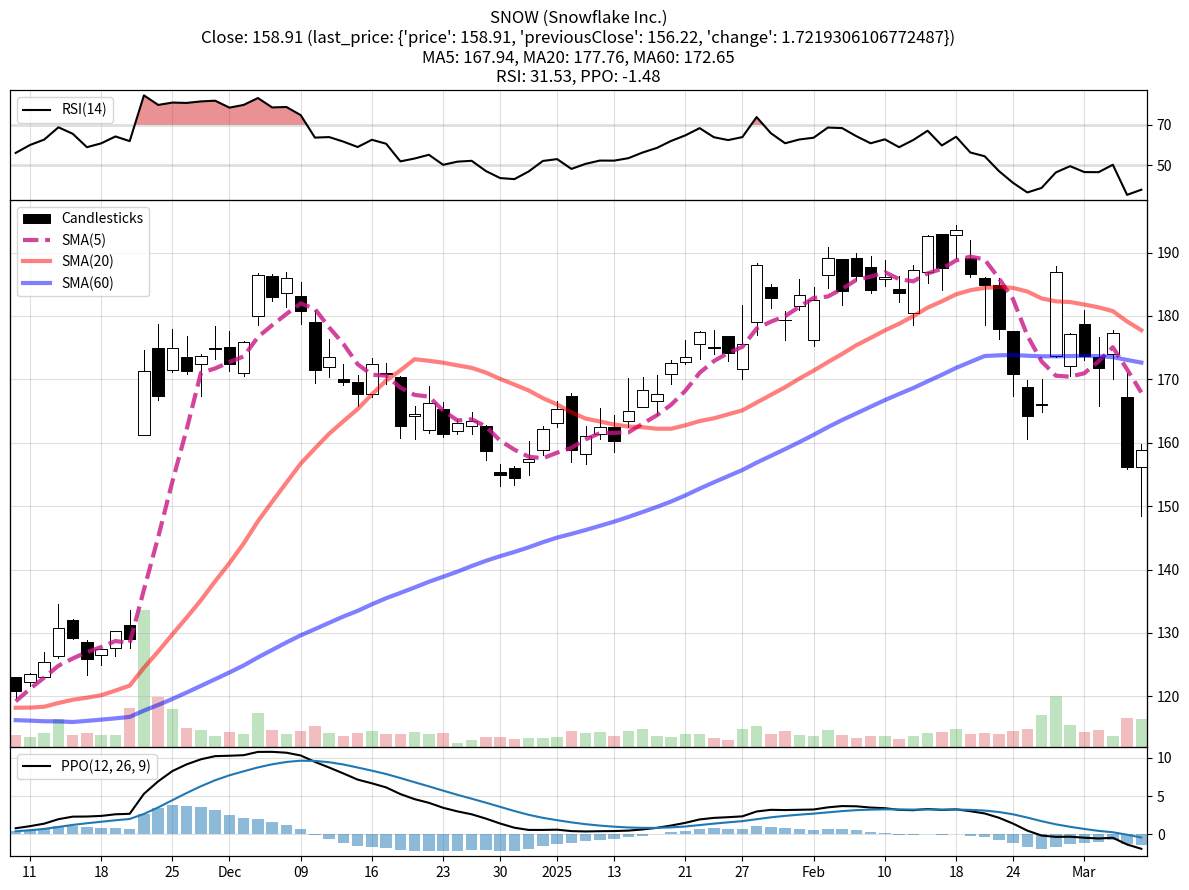 SNOW (Snowflake Inc.)
Close: 158.91 (last_price: {'price': 158.91, 'previousClose': 156.22, 'change': 1.7219306106772487})
MA5: 167.94, MA20: 177.76, MA60: 172.65
RSI: 31.53, PPO: -1.48
RSI(14)
70
50
Candlesticks
SMA(5)
SMA(20)
SMA(60)
190
180
170
160
150
140
130
120
PPO(12, 26, 9)
10
5
0
11 18 25 Dec 09 16 23 30 2025 13 21 27 Feb 10 18 24 Mar